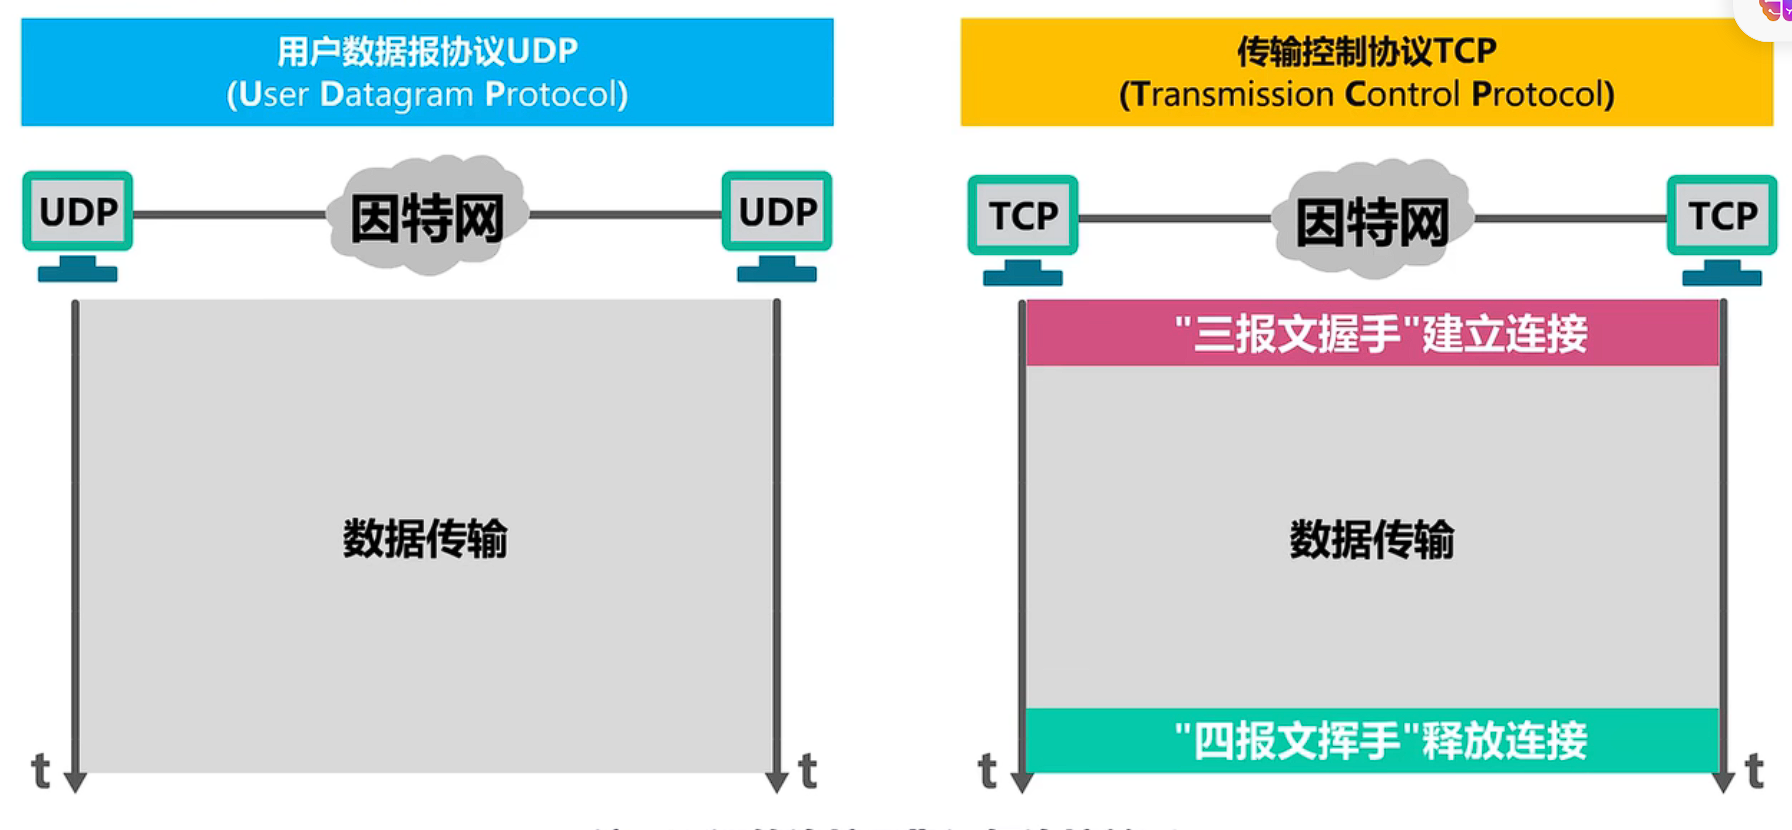 用户数据报协议UDP
(User Datagram Protocol)
UDP
因特网
UDP
数据传输
t
t
传输控制协议TCP
(Transmission Control Protocol)
TCP
因特网
TCP
"三报文握手"建立连接
数据传输
"四报文挥手"释放连接
t
t